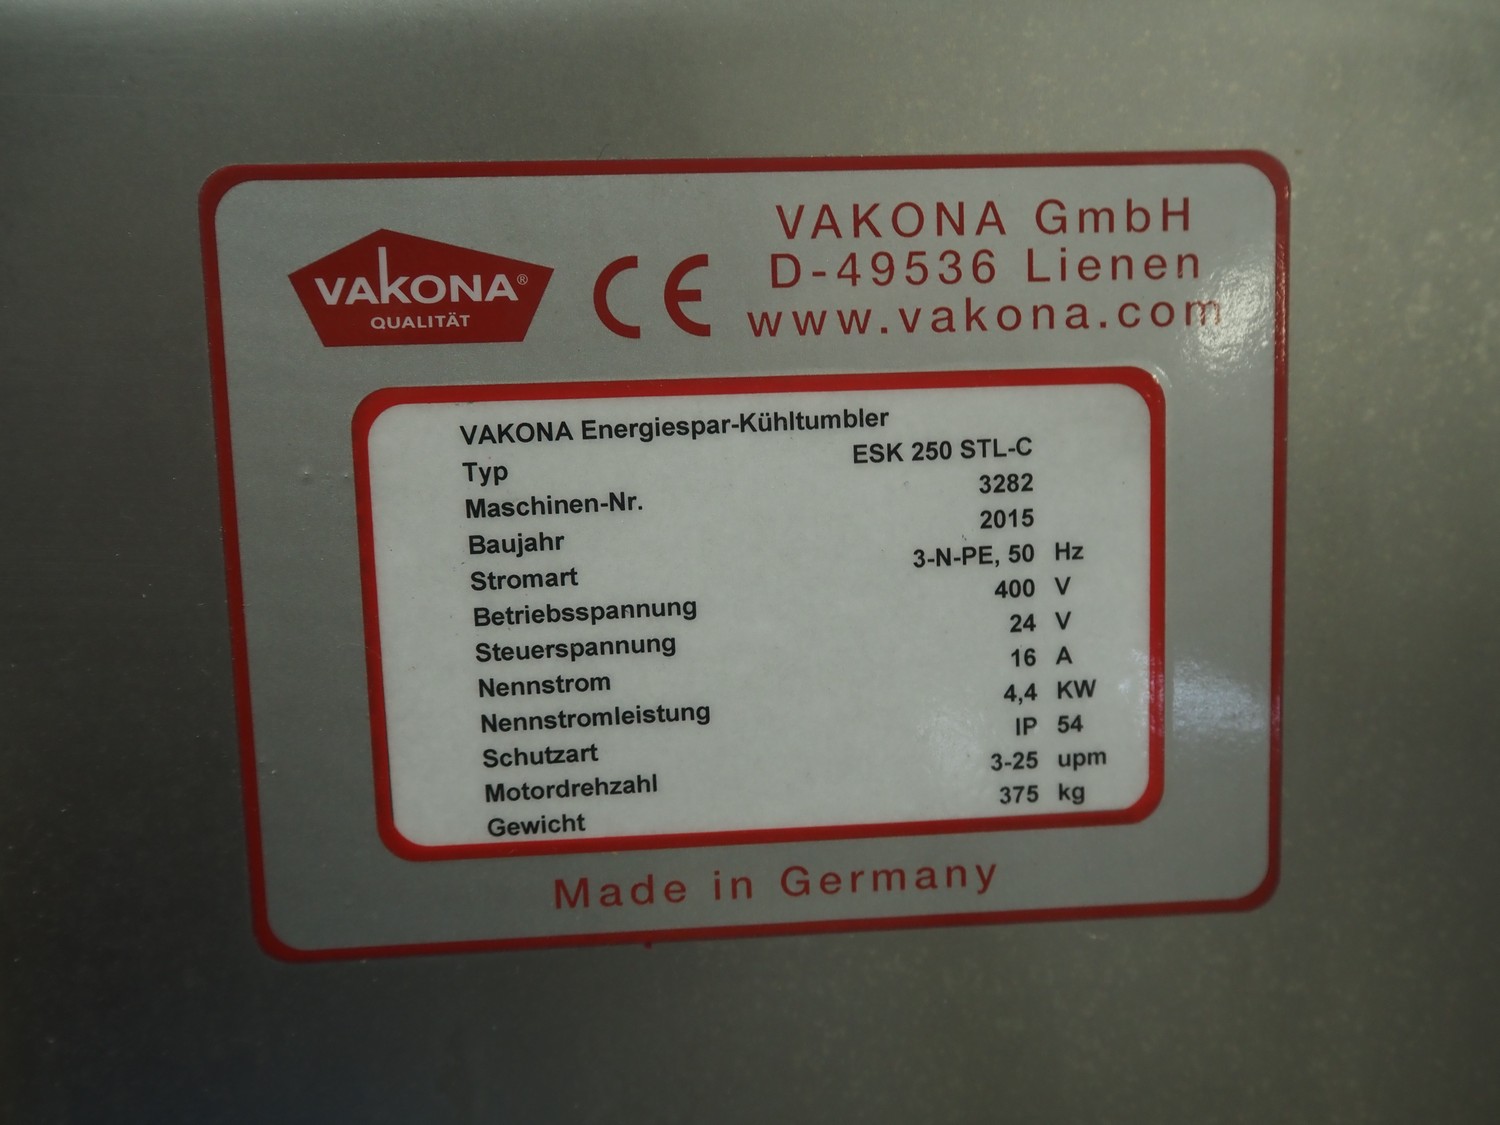 VAKONA®
QUALITÄT
CE
VAKONA GmbH
D-49536 Lienen
www.vakona.com
VAKONA Energiespar-Kühltumbler
Typ ESK 250 STL-C
Maschinen-Nr. 3282
Baujahr 2015
Stromart 3-N-PE, 50 Hz
Betriebsspannung 400 V
Steuerspannung 24 V
Nennstrom 16 A
Nennstromleistung 4,4 KW
Schutzart IP 54
Motordrehzahl 3-25 upm
Gewicht 375 kg
Made in Germany